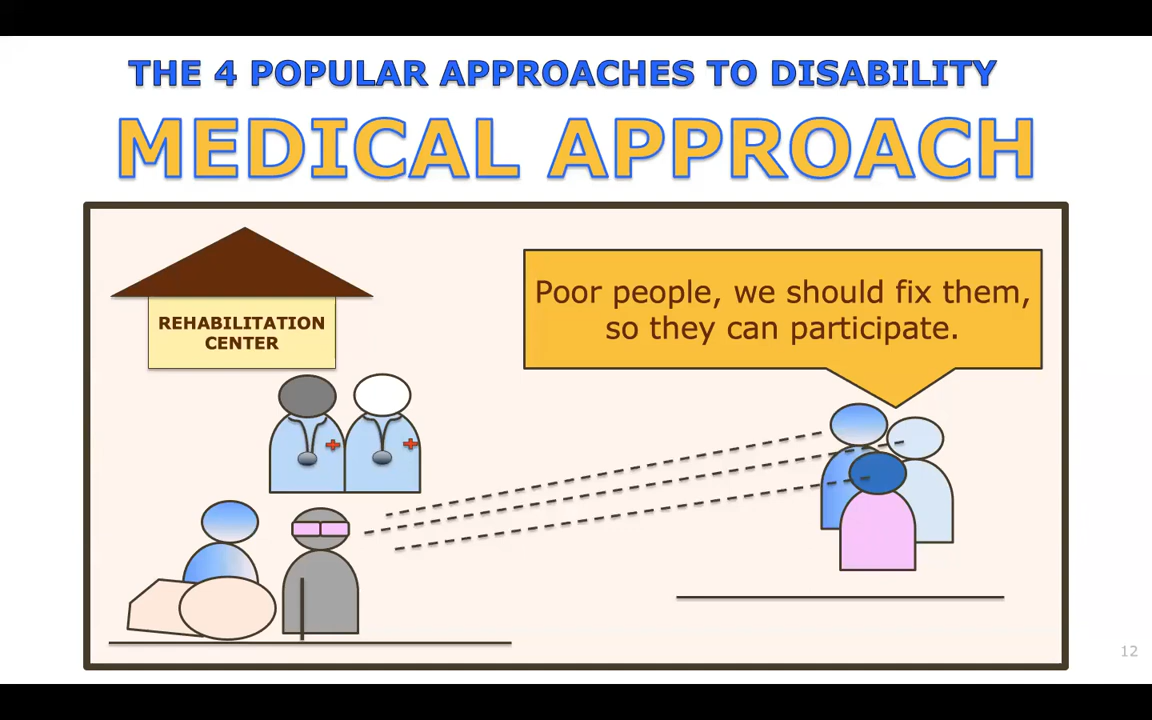 THE 4 POPULAR APPROACHES TO DISABILITY
MEDICAL APPROACH
REHABILITATION
CENTER
Poor people, we should fix them,
so they can participate.
12